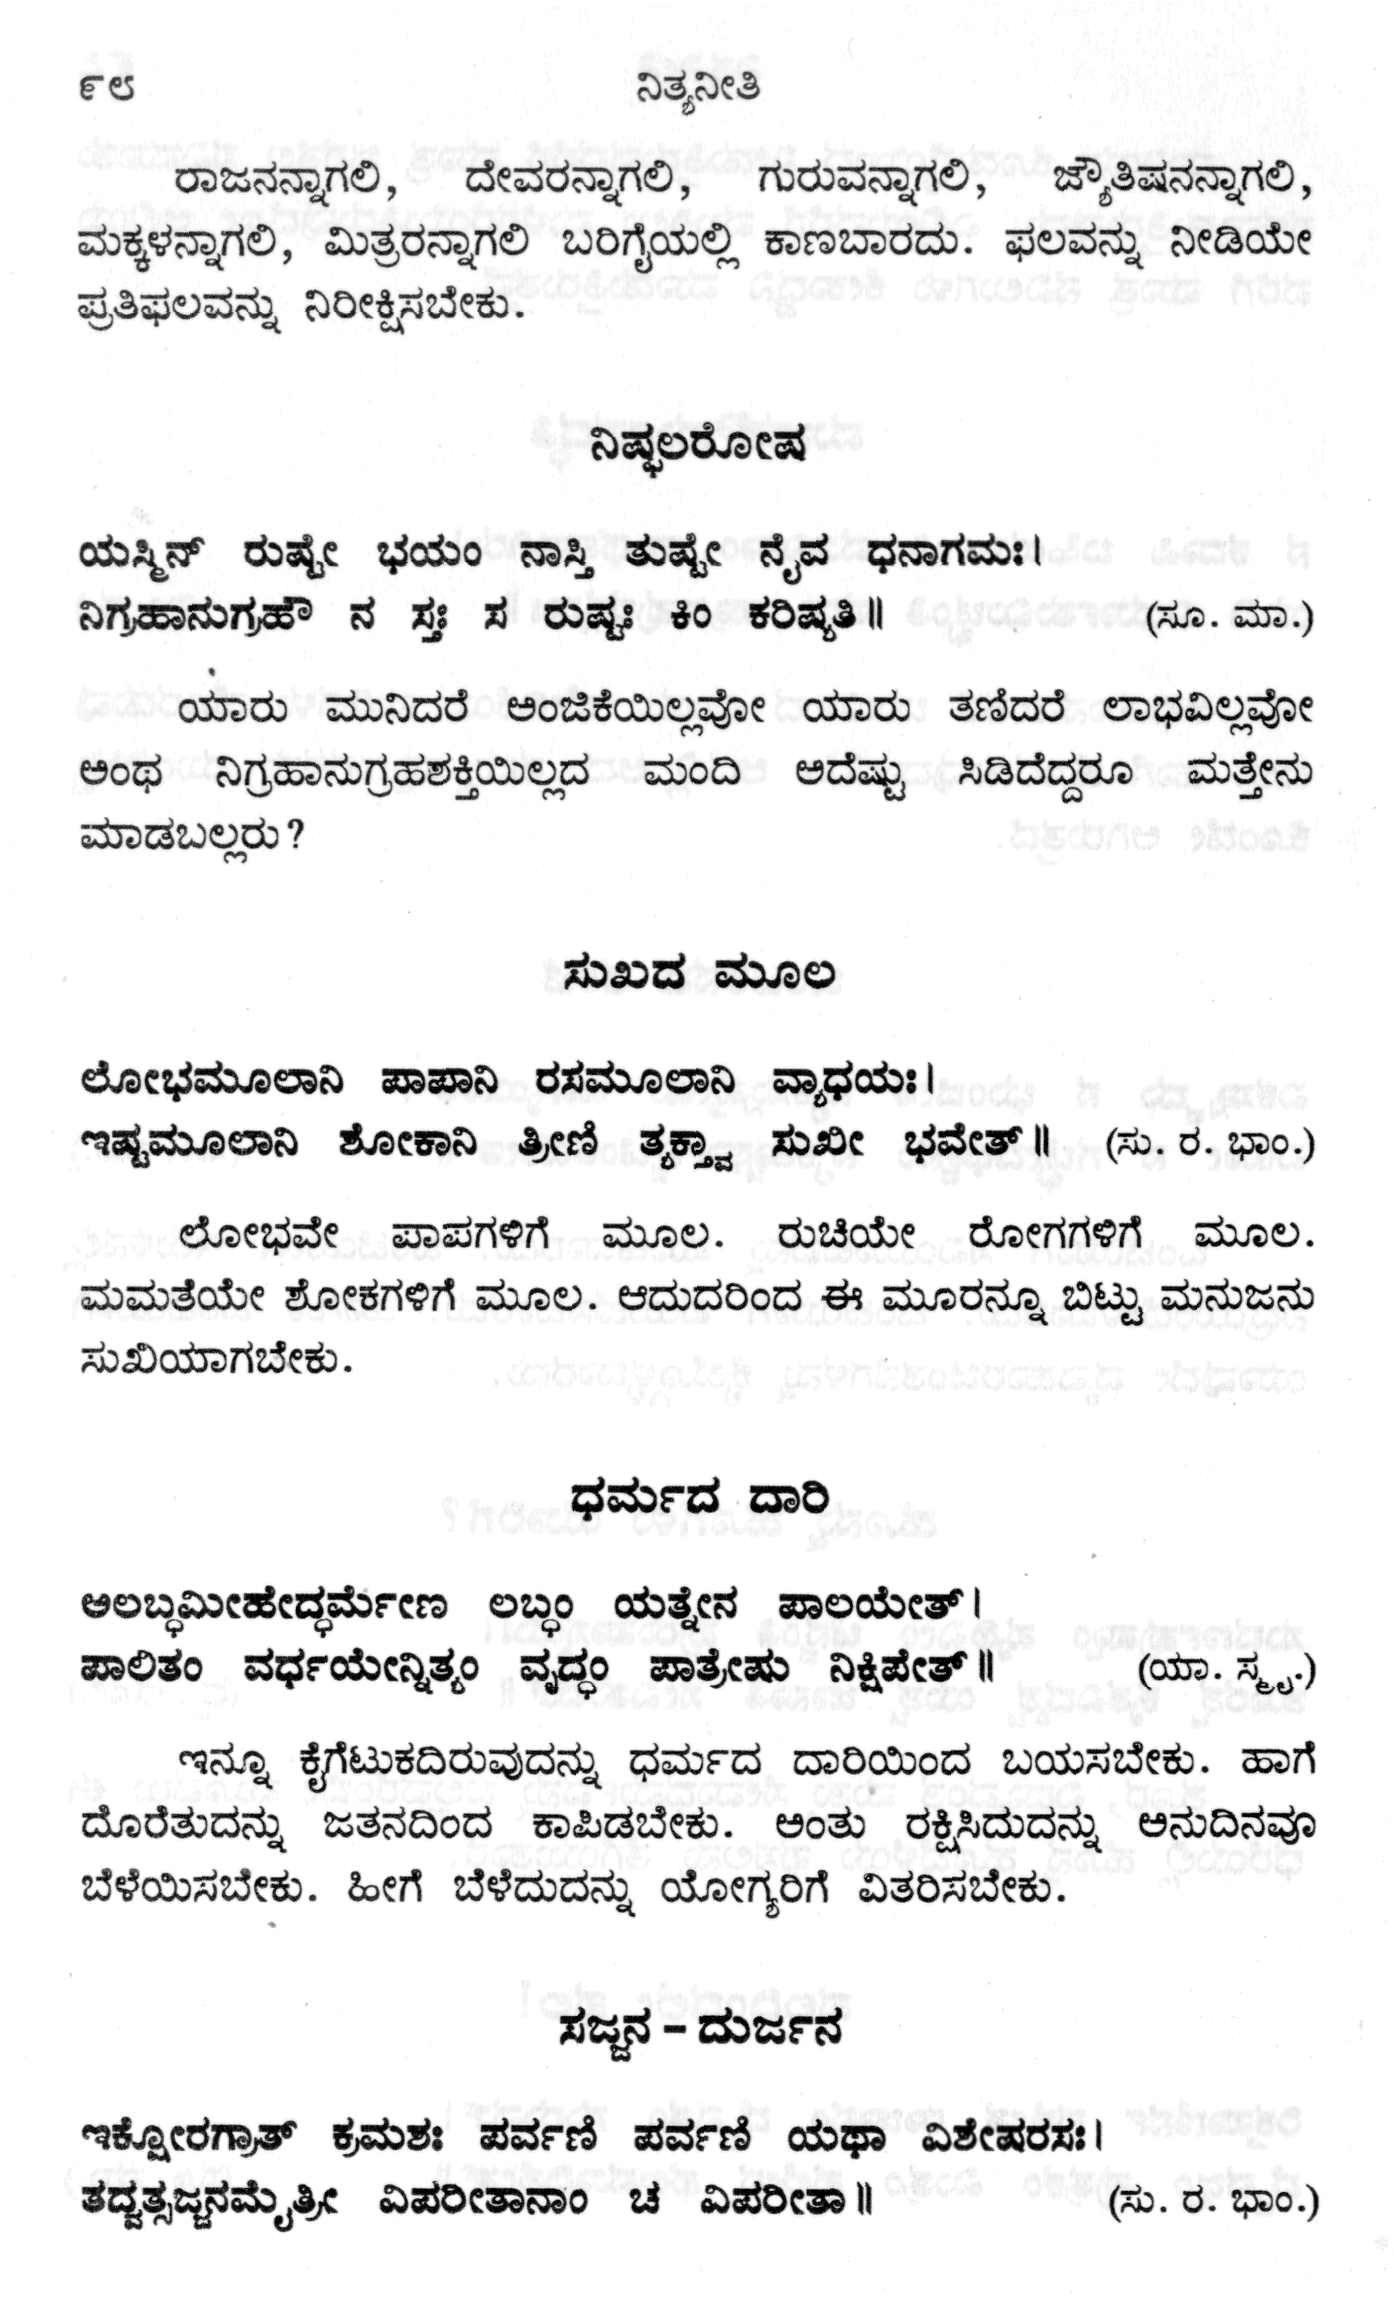 ೯೮
ನಿತ್ಯನೀತಿ
ರಾಜನನ್ನಾಗಲಿ, ದೇವರನ್ನಾಗಲಿ, ಗುರುವನ್ನಾಗಲಿ, ಜ್ಯೌತಿಷನನ್ನಾಗಲಿ,
ಮಕ್ಕಳನ್ನಾಗಲಿ, ಮಿತ್ರರನ್ನಾಗಲಿ ಬರಿಗೈಯಲ್ಲಿ ಕಾಣಬಾರದು. ಫಲವನ್ನು ನೀಡಿಯೇ
ಪ್ರತಿಫಲವನ್ನು ನಿರೀಕ್ಷಿಸಬೇಕು.
ನಿಷ್ಫಲರೋಷ
ಯಸ್ಮಿನ್ ರುಷ್ಟೇ ಭಯಂ ನಾಸ್ತಿ ತುಷ್ಟೇ ನೈವ ಧನಾಗಮಃ।
ನಿಗ್ರಹಾನುಗ್ರಹೌ ನ ಸ್ತಃ ಸ ರುಷ್ಟಃ ಕಿಂ ಕರಿಷ್ಯತಿ॥ (ಸೂ. ಮಾ.)
ಯಾರು ಮುನಿದರೆ ಅಂಜಿಕೆಯಿಲ್ಲವೋ ಯಾರು ತಣಿದರೆ ಲಾಭವಿಲ್ಲವೋ
ಅಂಥ ನಿಗ್ರಹಾನುಗ್ರಹಶಕ್ತಿಯಿಲ್ಲದ ಮಂದಿ ಅದೆಷ್ಟು ಸಿಡಿದೆದ್ದರೂ ಮತ್ತೇನು
ಮಾಡಬಲ್ಲರು?
ಸುಖದ ಮೂಲ
ಲೋಭಮೂಲಾನಿ ಪಾಪಾನಿ ರಸಮೂಲಾನಿ ವ್ಯಾಧಯಃ।
ಇಷ್ಟಮೂಲಾನಿ ಶೋಕಾನಿ ತ್ರೀಣಿ ತ್ಯಕ್ತ್ವಾ ಸುಖೀ ಭವೇತ್॥ (ಸು. ರ. ಭಾಂ.)
ಲೋಭವೇ ಪಾಪಗಳಿಗೆ ಮೂಲ. ರುಚಿಯೇ ರೋಗಗಳಿಗೆ ಮೂಲ.
ಮಮತೆಯೇ ಶೋಕಗಳಿಗೆ ಮೂಲ. ಆದುದರಿಂದ ಈ ಮೂರನ್ನೂ ಬಿಟ್ಟು ಮನುಜನು
ಸುಖಿಯಾಗಬೇಕು.
ಧರ್ಮದ ದಾರಿ
ಅಲಬ್ಧಮೀಹೇದ್ಧರ್ಮೇಣ ಲಬ್ಧಂ ಯತ್ನೇನ ಪಾಲಯೇತ್।
ಪಾಲಿತಂ ವರ್ಧಯೇನ್ನಿತ್ಯಂ ವೃದ್ಧಂ ಪಾತ್ರೇಷು ನಿಕ್ಷಿಪೇತ್॥ (ಯಾ. ಸ್ಮೃ.)
ಇನ್ನೂ ಕೈಗೆಟುಕದಿರುವುದನ್ನು ಧರ್ಮದ ದಾರಿಯಿಂದ ಬಯಸಬೇಕು. ಹಾಗೆ
ದೊರೆತುದನ್ನು ಜತನದಿಂದ ಕಾಪಿಡಬೇಕು. ಅಂತು ರಕ್ಷಿಸಿದುದನ್ನು ಅನುದಿನವೂ
ಬೆಳೆಯಿಸಬೇಕು. ಹೀಗೆ ಬೆಳೆದುದನ್ನು ಯೋಗ್ಯರಿಗೆ ವಿತರಿಸಬೇಕು.
ಸಜ್ಜನ – ದುರ್ಜನ
ಇಕ್ಷೋರಗ್ರಾತ್ ಕ್ರಮಶಃ ಪರ್ವಣಿ ಪರ್ವಣಿ ಯಥಾ ವಿಶೇಷರಸಃ।
ತದ್ವತ್ಸಜ್ಜನಮೈತ್ರೀ ವಿಪರೀತಾನಾಂ ಚ ವಿಪರೀತಾ॥ (ಸು. ರ. ಭಾಂ.)